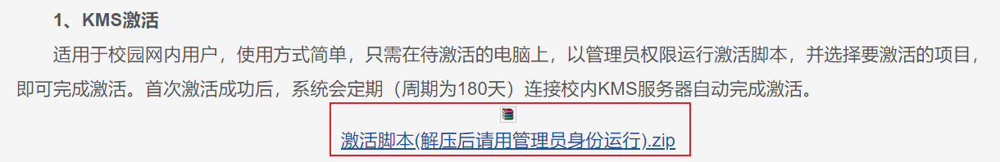 1、KMS激活
适用于校园网内用户，使用方式简单，只需在待激活的电脑上，以管理员权限运行激活脚本，并选择要激活的项目，
即可完成激活。首次激活成功后，系统会定期（周期为180天）连接校内KMS服务器自动完成激活。
激活脚本(解压后请用管理员身份运行).zip